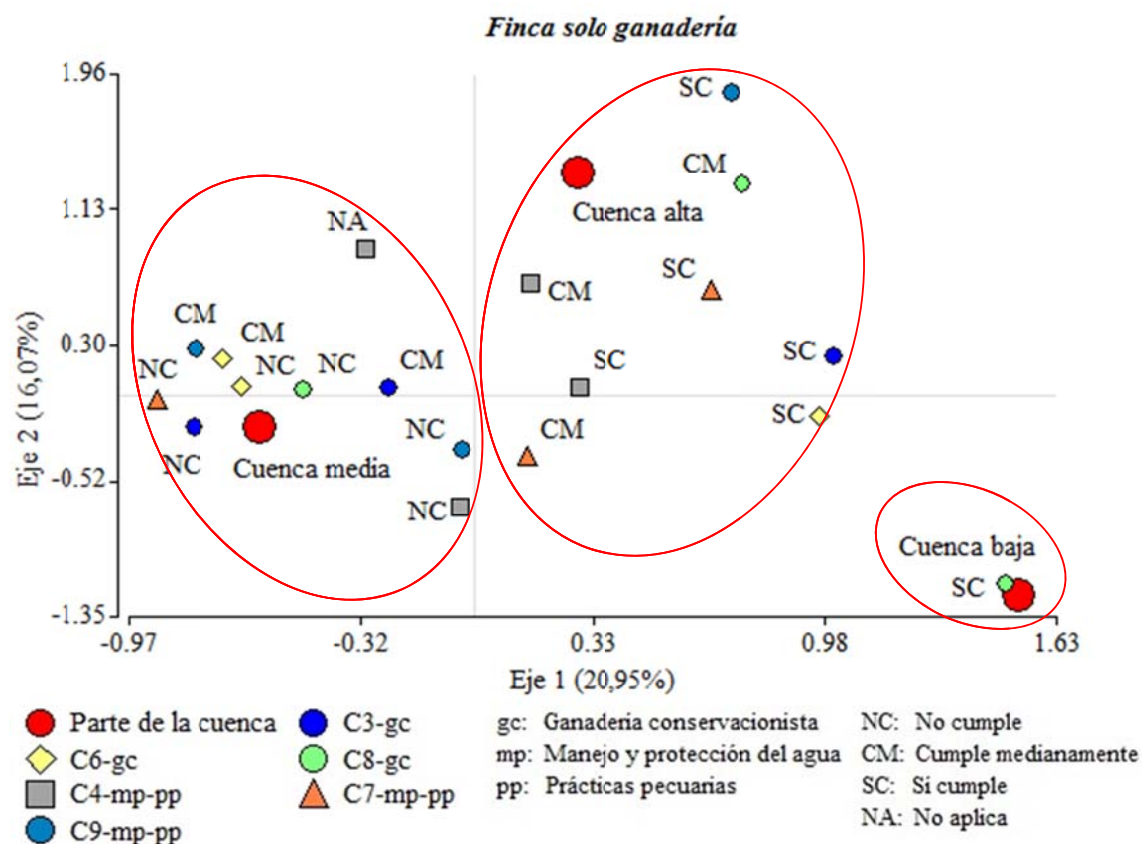 Finca solo ganadería
1.96
1.13
0.30
-0.52
-1.35
Eje 2 (16,07%)
SC
CM
Cuenca alta
NA
SC
CM
CM
CM
NC
NC
NC
CM
SC
SC
SC
NC
Cuenca media
NC
CM
NC
Cuenca baja
SC
-0.97
-0.32
0.33
0.98
1.63
Eje 1 (20,95%)
Parte de la cuenca
C6-gc
C4-mp-pp
C9-mp-pp
C3-gc
C8-gc
C7-mp-pp
gc: Ganaderia conservacionista
mp: Manejo y protección del agua
pp: Prácticas pecuarias
NC: No cumple
CM: Cumple medianamente
SC: Si cumple
NA: No aplica